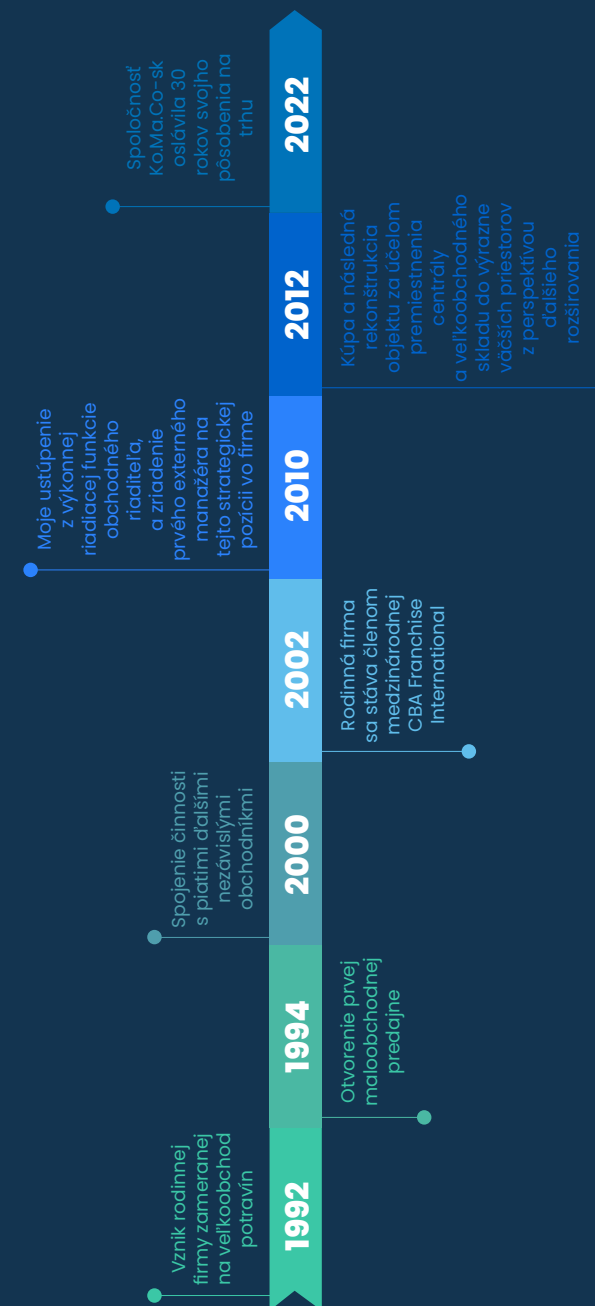 1992
Vznik rodinnej
firmy zameranej
na veľkoobchod
potravín
1994
Otvorenie prvej
maloobchodnej
predajne
2000
Spojenie činnosti
s piatimi ďalšími
nezávislými
obchodníkmi
2002
Rodinná firma
sa stáva členom
medzinárodnej
CBA Franchise
International
2010
Moje ustúpenie
z výkonnej
riadiacej funkcie
obchodného
riaditeľa,
a zriadenie
prvého externého
manažéra na
tejto strategickej
pozícii vo firme
2012
Kúpa a následná
rekonštrukcia
objektu za účelom
premiestnenia
centrály
a veľkoobchodného
skladu do výrazne
väčších priestorov
z perspektívou
ďalšieho
rozširovania
2022
Spoločnosť
Ko.Ma.Co-sk
oslávila 30
rokov svojho
pôsobenia na
trhu